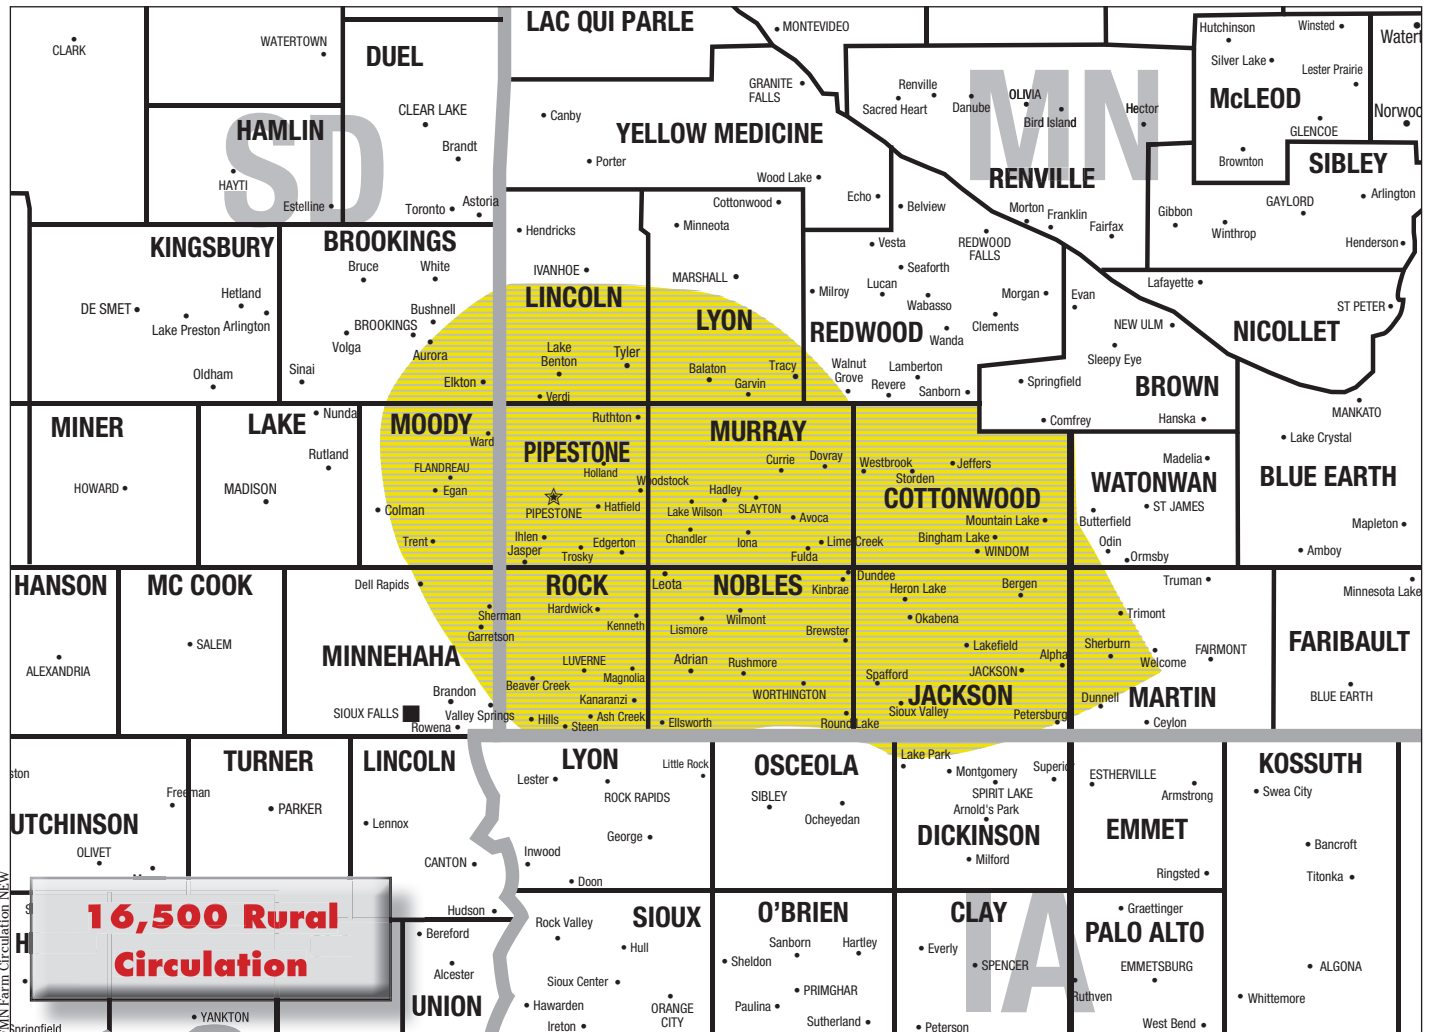 LAC QUI PARLE
MONTEVIDEO
CLARK
WATERTOWN
DUEL
Hutchinson
Winsted
Silver Lake
Lester Prairie
McLEOD
GLENCOE
Brownton
Norwoo
SIBLEY
GRANITE
FALLS
Renville
Sacred Heart
Danube
OLIVIA
Bird Island
Hector
MN
RENVILLE
CLEAR LAKE
Canby
YELLOW MEDICINE
HAMLIN
SD
Brandt
Porter
HAYTI
Wood Lake
Echo
Estelline
Toronto
Astoria
Cottonwood
Belview
Morton
Franklin
Fairfax
Gibbon
GAYLORD
Arlington
Winthrop
Henderson
KINGSBURY
BROOKINGS
Hendricks
Minneota
Vesta
REDWOOD
FALLS
Bruce
White
IVANHOE
MARSHALL
Seaforth
Lafayette
DE SMET
Hetland
Lake Preston
Arlington
Bushnell
BROOKINGS
Volga
Aurora
LINCOLN
LYON
Milroy
Lucan
Wabasso
Morgan
Evan
Clements
NEW ULM
ST PETER
NICOLLET
REDWOOD
Wanda
Sleepy Eye
Oldham
Sinai
Elkton
Lake
Benton
Tyler
Verdi
Balaton
Tracy
Garvin
Walnut
Grove
Lamberton
Revere
Sanborn
Springfield
BROWN
MANKATO
MINER
LAKE
Nunda
MOODY
Ward
Ruthton
MURRAY
Comfrey
Hanska
Lake Crystal
Rutland
FLANDREAU
PIPESTONE
Holland
Currie
Dovray
Westbrook
Storden
Jeffers
Madelia
BLUE EARTH
HOWARD
MADISON
Egan
Colman
Woodstock
Hadley
Lake Wilson
SLAYTON
Avoca
COTTONWOOD
Mountain Lake
WATONWAN
ST JAMES
Butterfield
PIPESTONE
Hatfield
Mapleton
Trent
Ihlen
Jasper
Edgerton
Trosky
Chandler
Iona
Lime Creek
Fulda
Bingham Lake
WINDOM
Odin
Ormsby
Amboy
HANSON
MC COOK
Dell Rapids
ROCK
Leota
NOBLES
Dundee
Kinbrae
Heron Lake
Bergen
Truman
Minnesota Lake
Sherman
Garretson
Hardwick
Kenneth
Lismore
Wilmont
Brewster
Okabena
Trimont
SALEM
ALEXANDRIA
MINNEHAHA
LUVERNE
Magnolia
Adrian
Rushmore
Lakefield
Alpha
Sherburn
Welcome
FAIRMONT
FARIBAULT
Brandon
Beaver Creek
Kanaranzi
WORTHINGTON
Spafford
JACKSON
JACKSON
Dunnell
MARTIN
BLUE EARTH
SIOUX FALLS
Valley Springs
Rowena
Hills
Ash Creek
Steen
Ellsworth
Round Lake
Sioux Valley
Petersburg
Ceylon
TURNER
LINCOLN
LYON
Little Rock
OSCEOLA
Lake Park
Montgomery
Superior
KOSSUTH
ston
Freeman
PARKER
Lester
ROCK RAPIDS
SIBLEY
Ocheyedan
SPIRIT LAKE
Arnold's Park
ESTHERVILLE
Armstrong
Swea City
UTCHINSON
Lennox
George
DICKINSON
EMMET
OLIVET
CANTON
Inwood
Doon
Milford
Ringsted
Bancroft
Titonka
16,500 Rural
Circulation
Hudson
Rock Valley
SIOUX
O'BRIEN
CLAY
IA
Graettinger
PALO ALTO
Bereford
Hull
Sanborn
Hartley
Everly
Alcester
Sheldon
SPENCER
EMMETSBURG
ALGONA
UNION
Sioux Center
Hawarden
ORANGE
CITY
PRIMGHAR
Paulina
Ruthven
Whittemore
YANKTON
Springfield
Ireton
Sutherland
Peterson
West Bend
MN Farm Circulation NEW